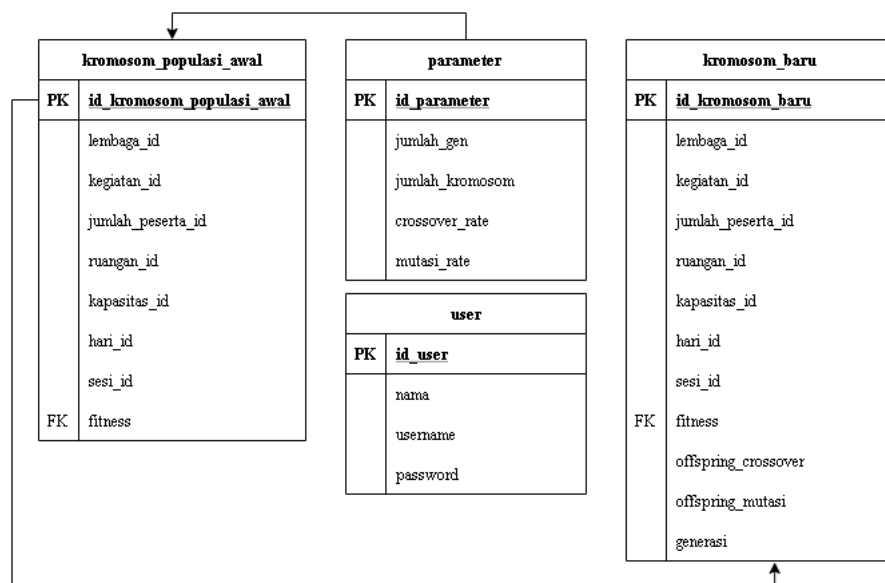 kromosom_populasi_awal
PK id_kromosom_populasi_awal
lembaga_id
kegiatan_id
jumlah_peserta_id
ruangan_id
kapasitas_id
hari_id
sesi_id
FK fitness
parameter
PK id_parameter
jumlah_gen
jumlah_kromosom
crossover_rate
mutasi_rate
user
PK id_user
nama
username
password
kromosom_baru
PK id_kromosom_baru
lembaga_id
kegiatan_id
jumlah_peserta_id
ruangan_id
kapasitas_id
hari_id
sesi_id
FK fitness
offspring_crossover
offspring_mutasi
generasi